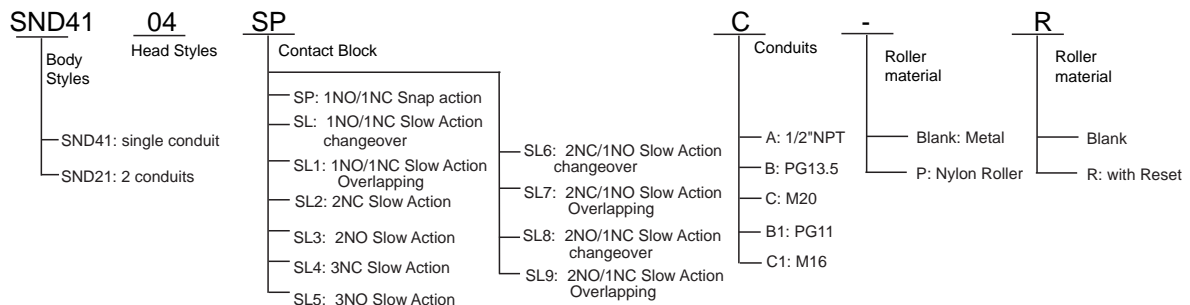 SND41 04 SP C - R
Body
Styles
Head Styles
Contact Block
Conduits
Roller
material
Roller
material
SND41: single conduit
SND21: 2 conduits
SP: 1NO/1NC Snap action
SL: 1NO/1NC Slow Action
changeover
SL1: 1NO/1NC Slow Action
Overlapping
SL2: 2NC Slow Action
SL3: 2NO Slow Action
SL4: 3NC Slow Action
SL5: 3NO Slow Action
SL6: 2NC/1NO Slow Action
changeover
SL7: 2NC/1NO Slow Action
Overlapping
SL8: 2NO/1NC Slow Action
changeover
SL9: 2NO/1NC Slow Action
Overlapping
A: 1/2"NPT
B: PG13.5
C: M20
B1: PG11
C1: M16
Blank: Metal
P: Nylon Roller
Blank
R: with Reset